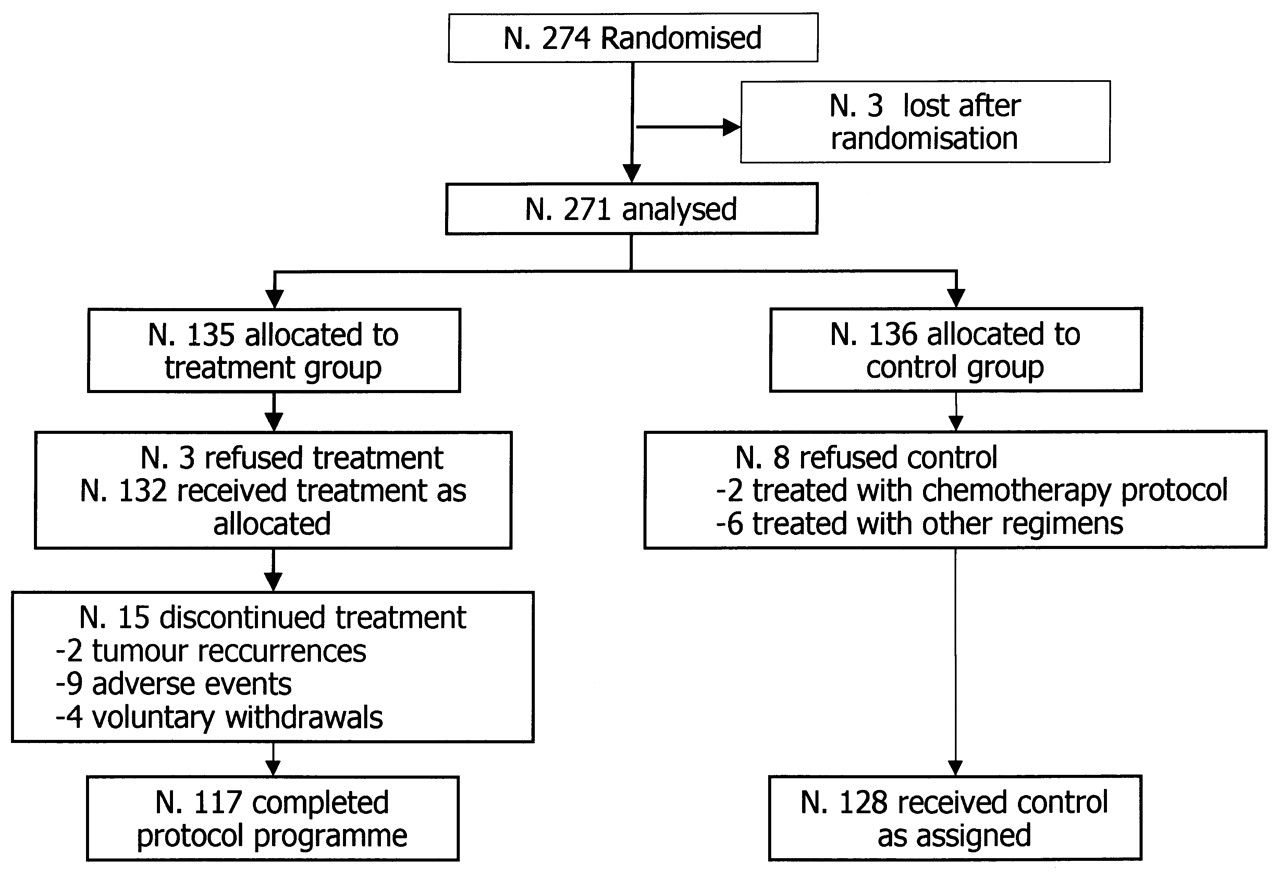 N. 274 Randomised
N. 3 lost after
randomisation
N. 271 analysed
N. 135 allocated to
treatment group
N. 136 allocated to
control group
N. 3 refused treatment
N. 132 received treatment as
allocated
N. 8 refused control
-2 treated with chemotherapy protocol
-6 treated with other regimens
N. 15 discontinued treatment
-2 tumour reccurrences
-9 adverse events
-4 voluntary withdrawals
N. 117 completed
protocol programme
N. 128 received control
as assigned